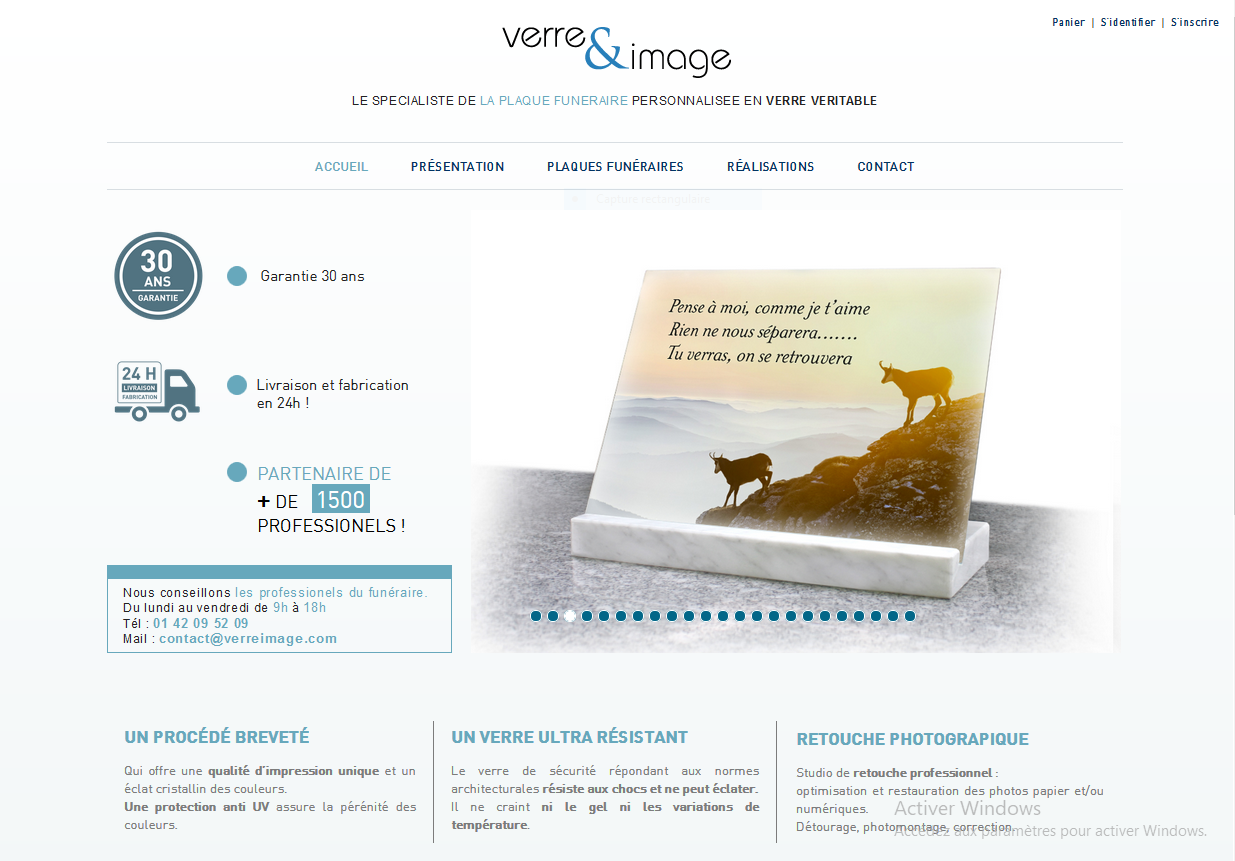 Panier | S'identifier | S'inscrire
verre & image
LE SPECIALISTE DE LA PLAQUE FUNERAIRE PERSONNALISEE EN VERRE VERITABLE
ACCUEIL PRÉSENTATION PLAQUES FUNÉRAIRES RÉALISATIONS CONTACT
Capture rectangulaire
30
ANS
GARANTIE
Garantie 30 ans
24 H
LIVRAISON
FABRICATION
Livraison et fabrication
en 24h !
PARTENAIRE DE
+ DE 1500
PROFESSIONELS !
Pense à moi, comme je t'aime
Rien ne nous séparera.......
Tu verras, on se retrouvera
Nous conseillons les professionels du funéraire.
Du lundi au vendredi de 9h à 18h
Tél : 01 42 09 52 09
Mail : contact@verreimage.com
UN PROCÉDÉ BREVETÉ
Qui offre une qualité d'impression unique et un
éclat cristallin des couleurs.
Une protection anti UV assure la pérénité des
couleurs.
UN VERRE ULTRA RÉSISTANT
Le verre de sécurité répondant aux normes
architecturales résiste aux chocs et ne peut éclater.
Il ne craint ni le gel ni les variations de
température.
RETOUCHE PHOTOGRAPIQUE
Studio de retouche professionnel :
optimisation et restauration des photos papier et/ou
numériques.
Détourage, photomontage, correction.
Activer Windows
Accédez aux paramètres pour activer Windows.